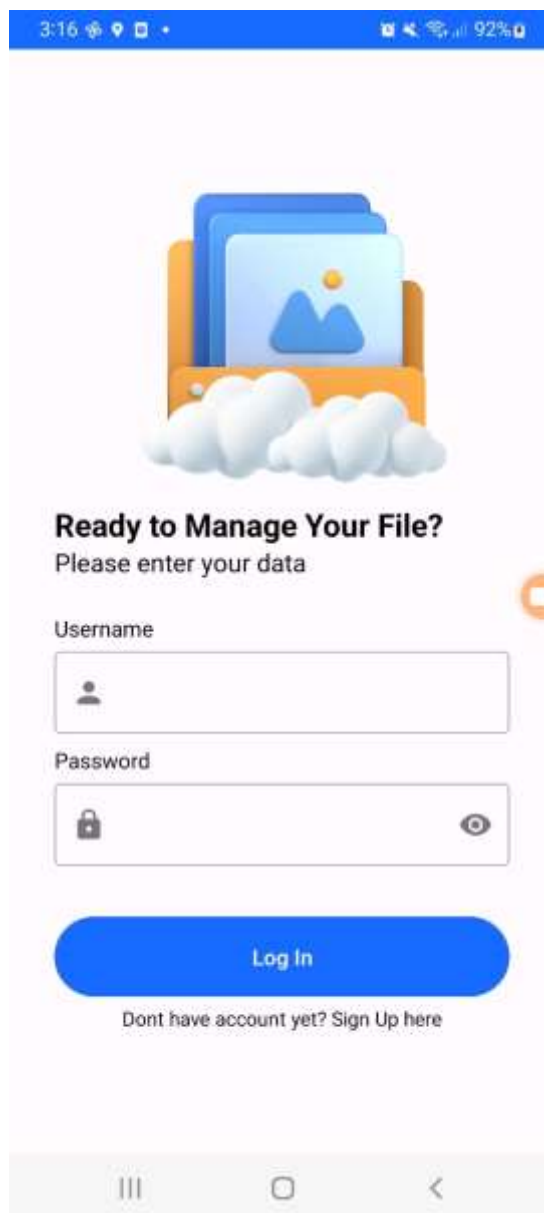 3:16 92%
Ready to Manage Your File?
Please enter your data
Username
Password
Log In
Dont have account yet? Sign Up here